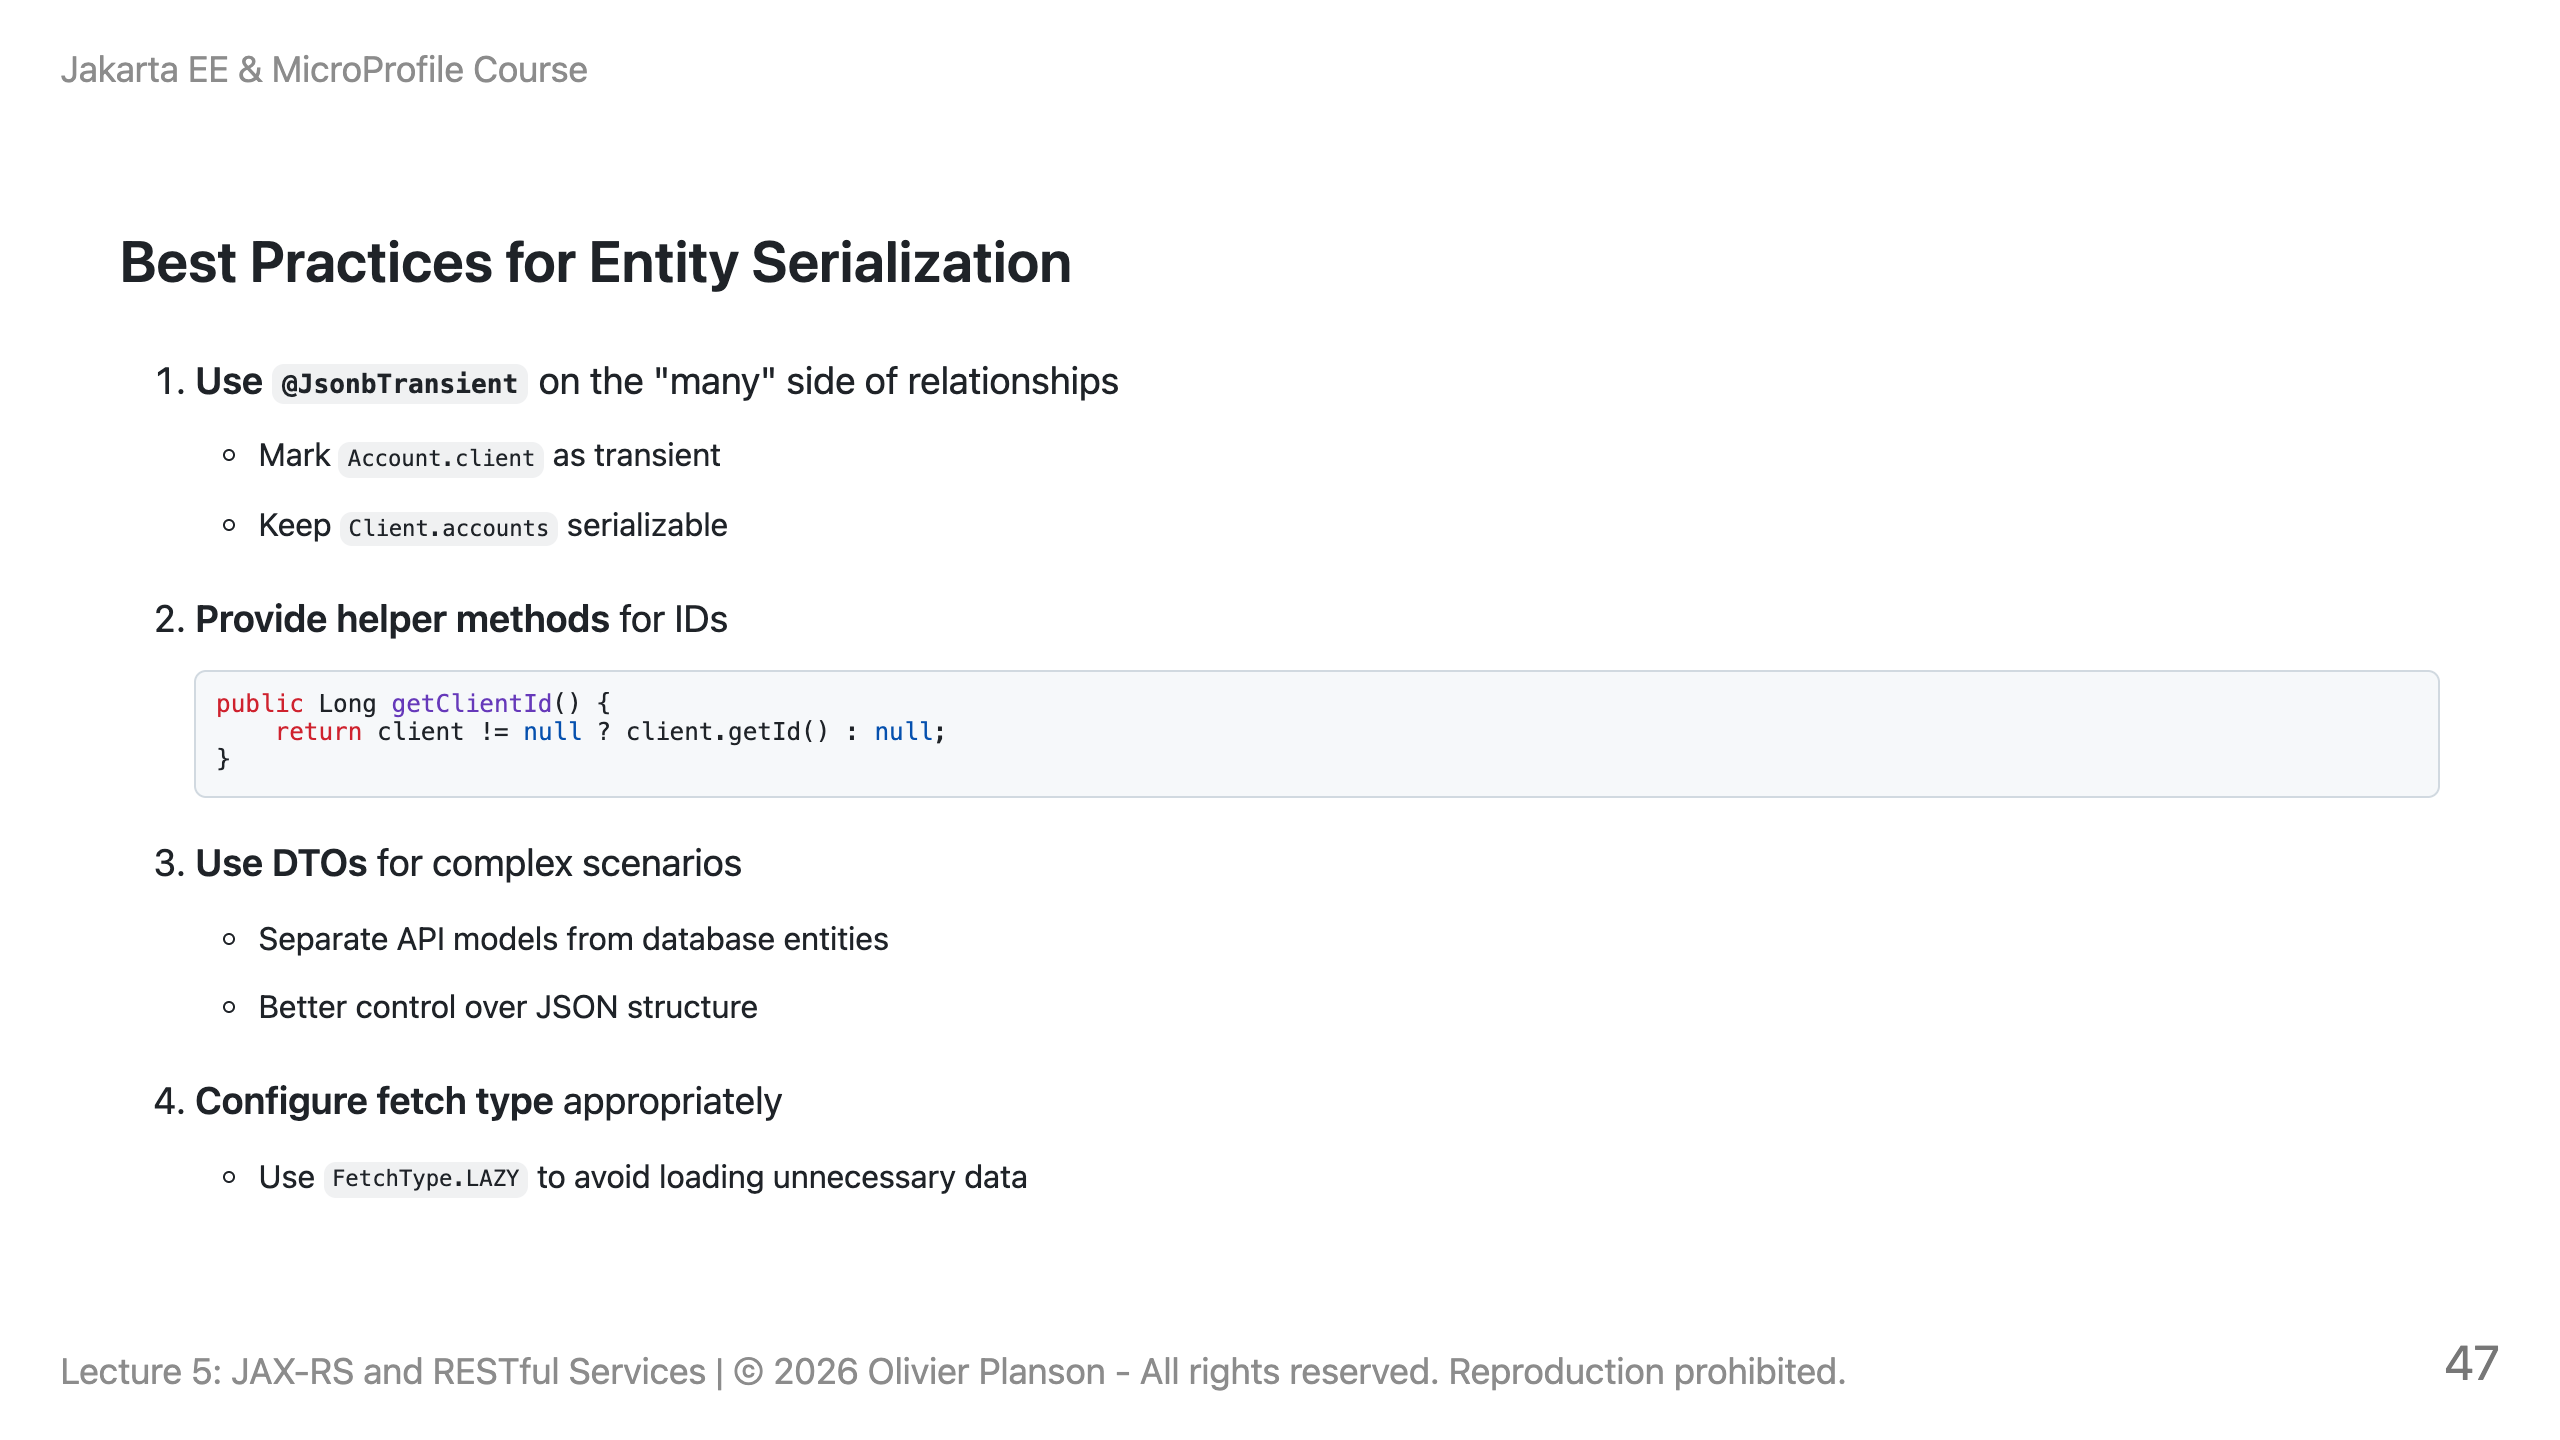 Jakarta EE & MicroProfile Course
Best Practices for Entity Serialization
1. Use @JsonbTransient on the "many" side of relationships
Mark Account.client as transient
Keep Client.accounts serializable
2. Provide helper methods for IDs
public Long getClientId() {
    return client != null ? client.getId() : null;
}
3. Use DTOs for complex scenarios
Separate API models from database entities
Better control over JSON structure
4. Configure fetch type appropriately
Use FetchType.LAZY to avoid loading unnecessary data
Lecture 5: JAX-RS and RESTful Services | © 2026 Olivier Planson - All rights reserved. Reproduction prohibited.
47